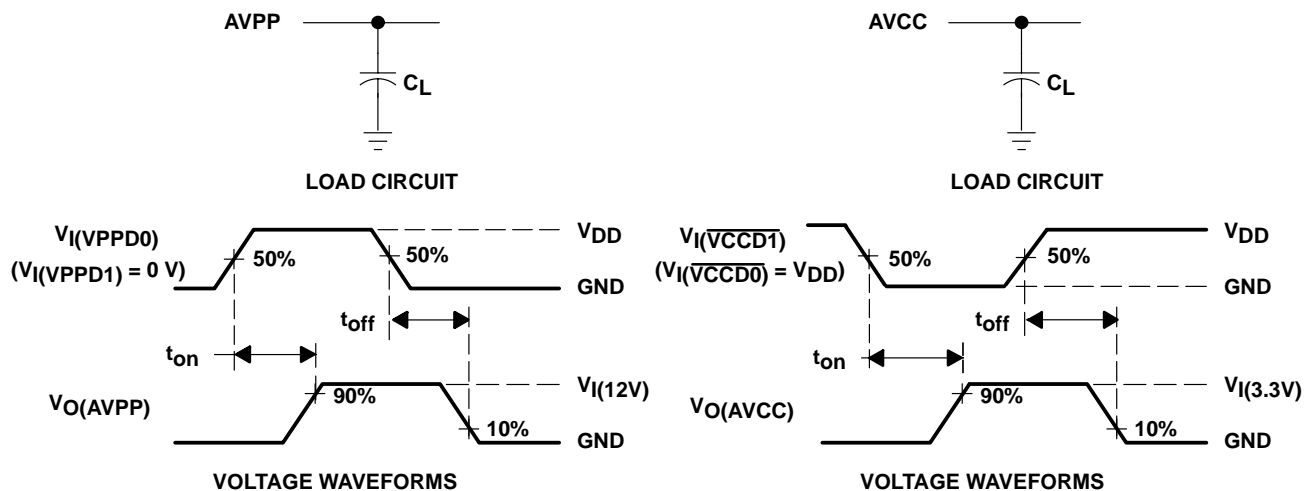 AVPP
CL
LOAD CIRCUIT
VI(VPPD0)
(VI(VPPD1) = 0 V)
50%
50%
VDD
GND
toff
ton
VO(AVPP)
90%
10%
VI(12V)
GND
VOLTAGE WAVEFORMS
AVCC
CL
LOAD CIRCUIT
VI(VCCD1)
(VI(VCCD0) = VDD)
50%
50%
VDD
GND
toff
ton
VO(AVCC)
90%
10%
VI(3.3V)
GND
VOLTAGE WAVEFORMS